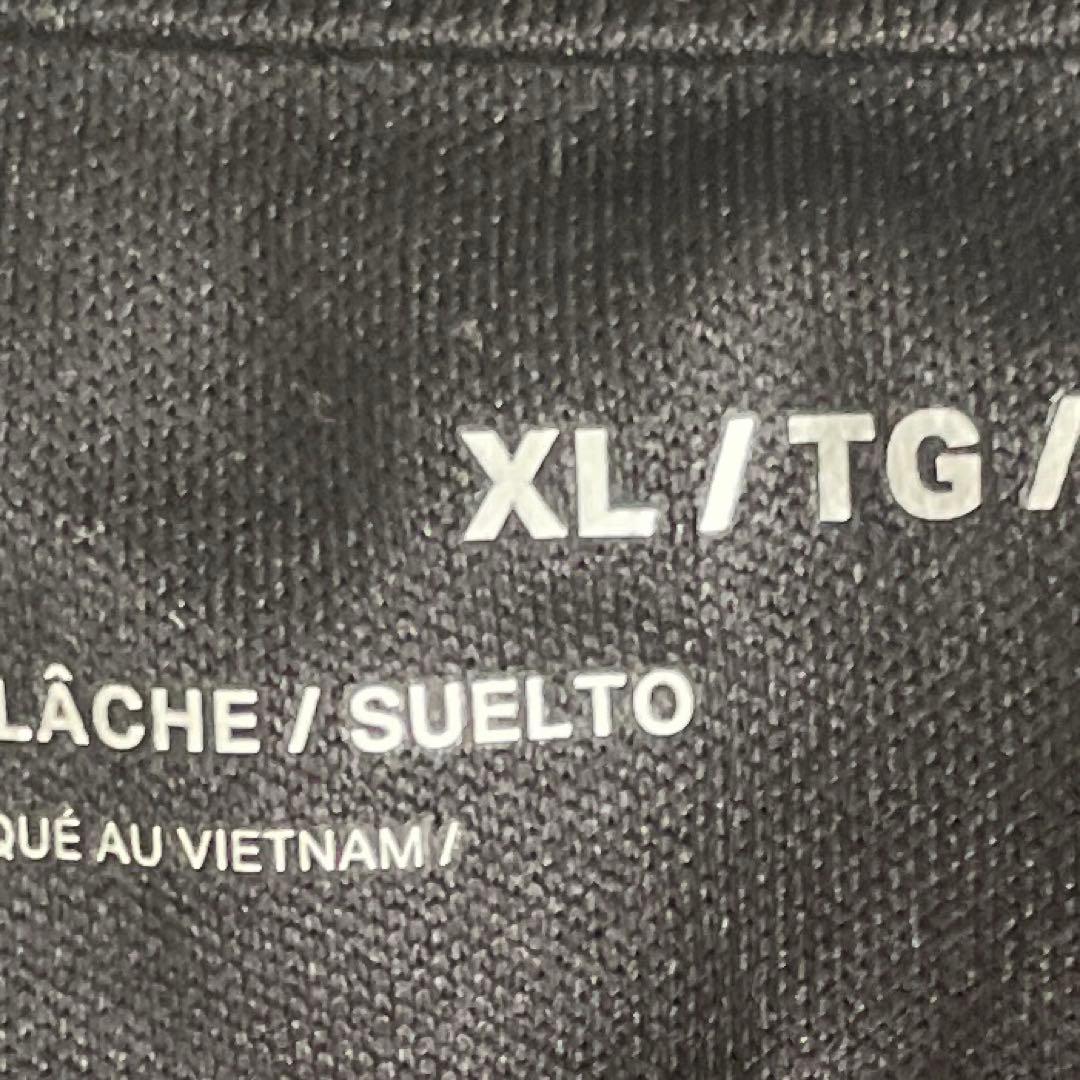 XL / TG /
LÂCHE / SUELTO
QUÉ AU VIETNAM /